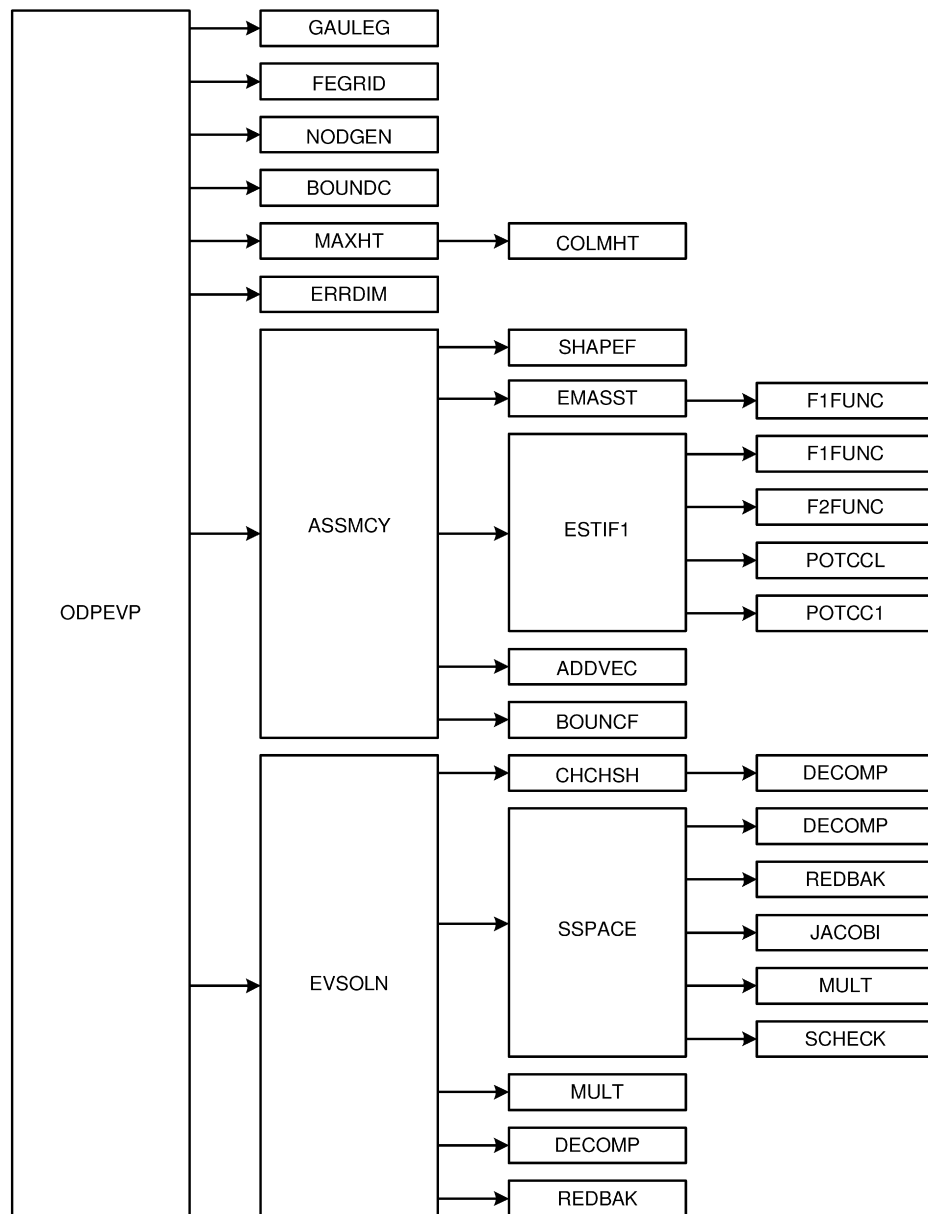 ODPEVP
GAULEG
FEGRID
NODGEN
BOUNDC
MAXHT
COLMHT
ERRDIM
ASSMCY
SHAPEF
EMASST
F1FUNC
ESTIF1
F1FUNC
F2FUNC
POTCCL
POTCC1
ADDVEC
BOUNCF
EVSOLN
CHCHSH
DECOMP
SSPACE
DECOMP
REDBAK
JACOBI
MULT
SCHECK
MULT
DECOMP
REDBAK